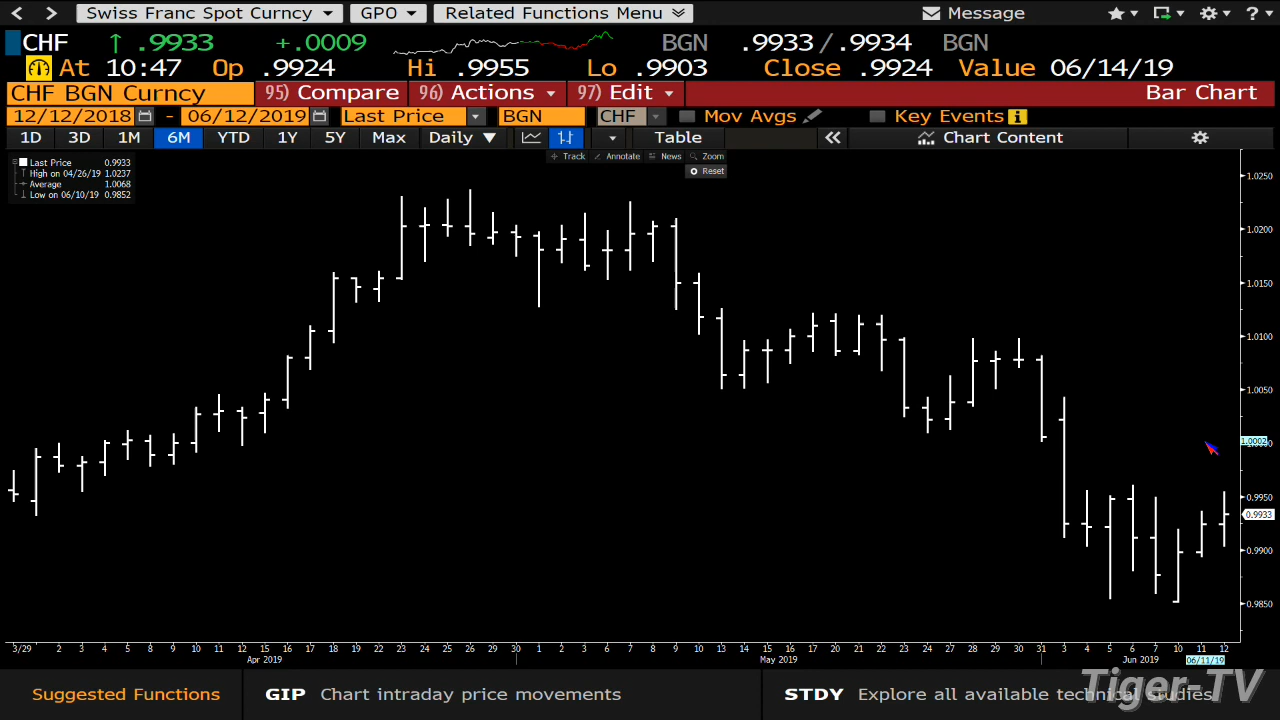 Swiss Franc Spot Curncy GPO Related Functions Menu Message ?
CHF ↑ .9933 +.0009 BGN .9933/.9934 BGN
At 10:47 Op .9924 Hi .9955 Lo .9903 Close .9924 Value 06/14/19
CHF BGN Curncy 95) Compare 96) Actions 97) Edit Bar Chart
12/12/2018 - 06/12/2019 Last Price BGN CHF Mov Avgs Key Events
1D 3D 1M 6M YTD 1Y 5Y Max Daily ▼ Table Chart Content
Track Annotate News Zoom
Reset
Last Price 0.9933
High on 04/26/19 1.0237
Average 1.0068
Low on 06/10/19 0.9852
1.0250
1.0200
1.0150
1.0100
1.0050
1.0002
0.9950
0.9933
0.9900
0.9850
3/29 2 3 4 5 8 9 10 11 12 15 16 17 18 19 22 23 24 25 26 29 30 1 2 3 6 7 8 9 10 13 14 15 16 17 20 21 22 23 24 27 28 29 30 31 3 4 5 6 7 10 11 12
Apr 2019 May 2019 Jun 2019 06/11/19
Suggested Functions GIP Chart intraday price movements STDY Explore all available technical studies
Tiger-TV